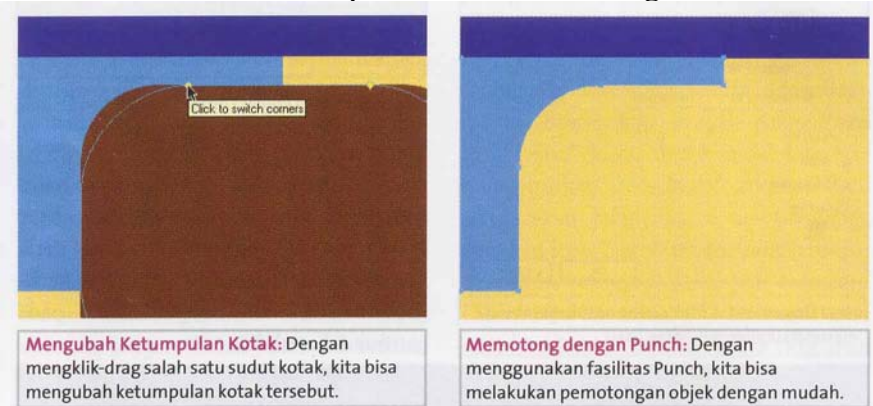 Click to switch corners
Mengubah Ketumpulan Kotak: Dengan
mengklik-drag salah satu sudut kotak, kita bisa
mengubah ketumpulan kotak tersebut.
Memotong dengan Punch: Dengan
menggunakan fasilitas Punch, kita bisa
melakukan pemotongan objek dengan mudah.